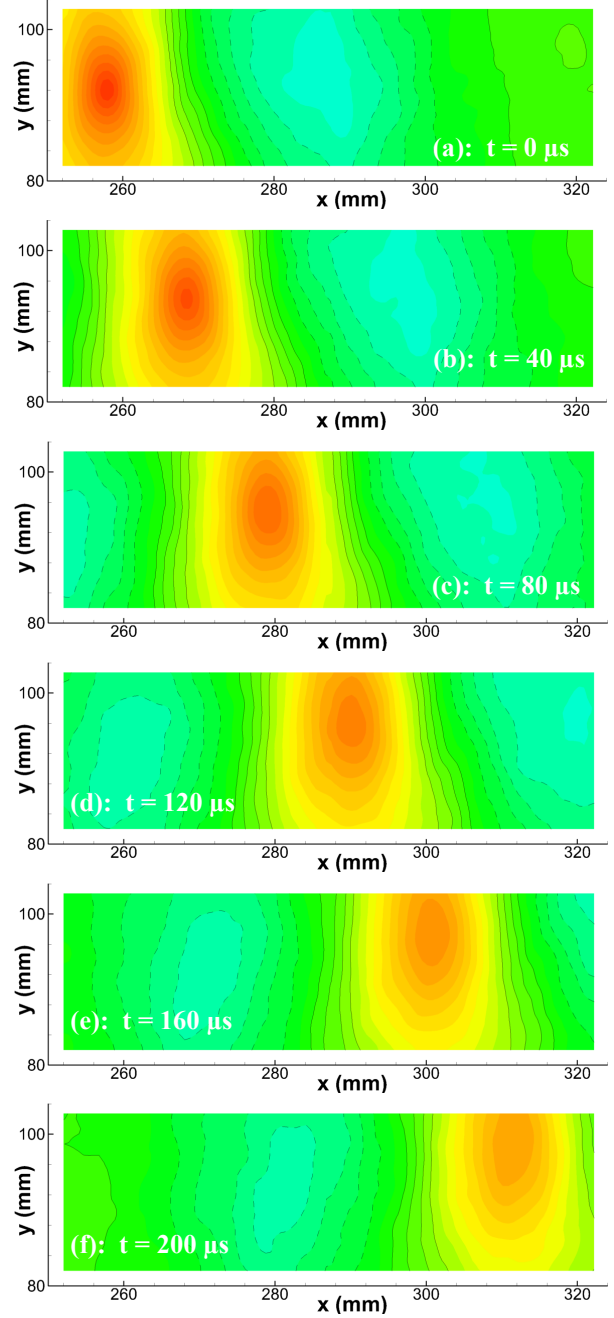 y (mm)
100
80
(a): t = 0 µs
260 280 300 320
x (mm)
y (mm)
100
80
(b): t = 40 µs
260 280 300 320
x (mm)
y (mm)
100
80
(c): t = 80 µs
260 280 300 320
x (mm)
y (mm)
100
80
(d): t = 120 µs
260 280 300 320
x (mm)
y (mm)
100
80
(e): t = 160 µs
260 280 300 320
x (mm)
y (mm)
100
80
(f): t = 200 µs
260 280 300 320
x (mm)